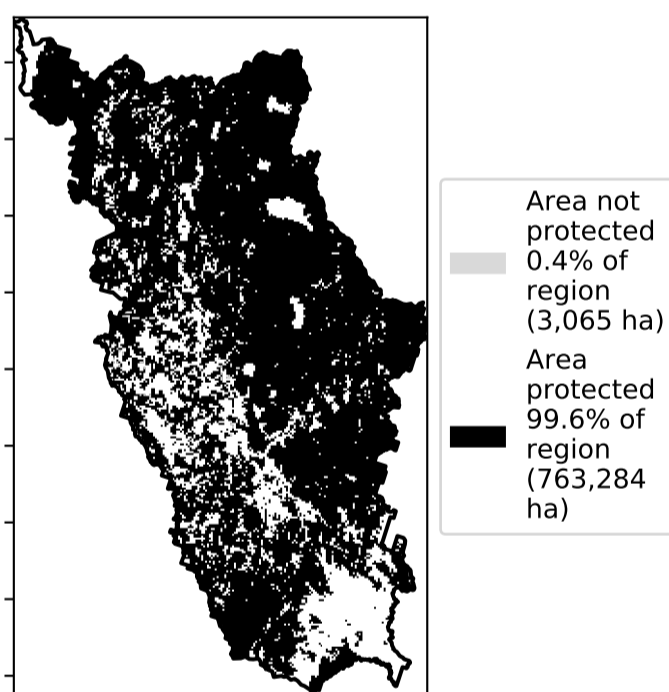 Area not
protected
0.4% of
region
(3,065 ha)
Area
protected
99.6% of
region
(763,284
ha)